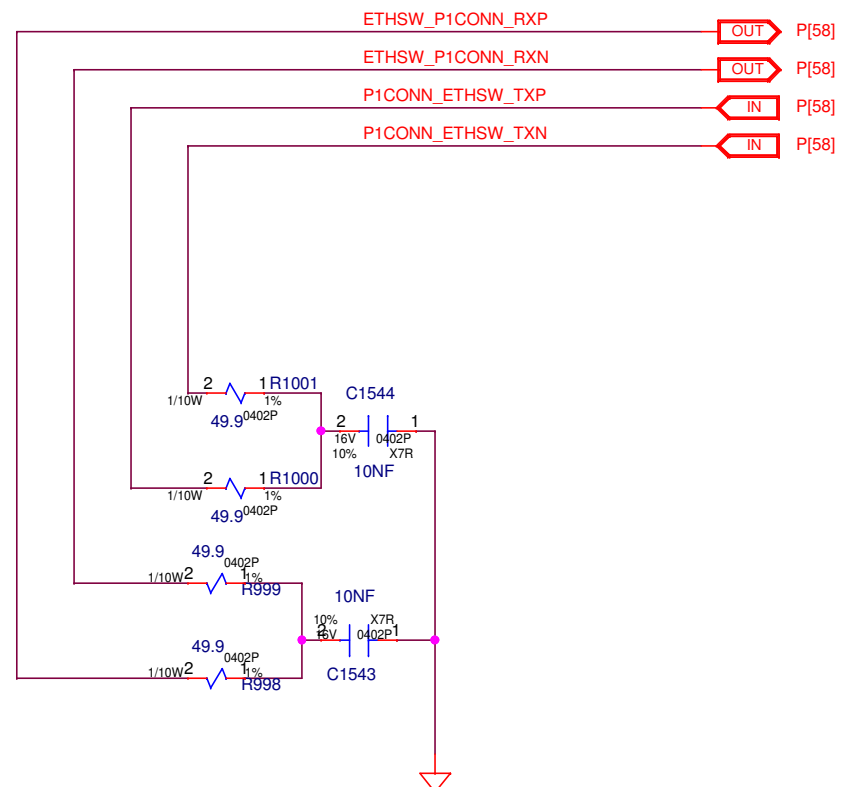 ETHSW_P1CONN_RXP
OUT P[58]
ETHSW_P1CONN_RXN
OUT P[58]
P1CONN_ETHSW_TXP
IN P[58]
P1CONN_ETHSW_TXN
IN P[58]
2 1 R1001
1/10W 1%
49.9 0402P
C1544
2 1
16V 0402P
10% X7R
10NF
2 1 R1000
1/10W 1%
49.9 0402P
49.9
0402P
1/10W 2 1 1%
R999
10NF
10% X7R
2 16V 0402P 1
C1543
49.9
0402P
1/10W 2 1 1%
R998